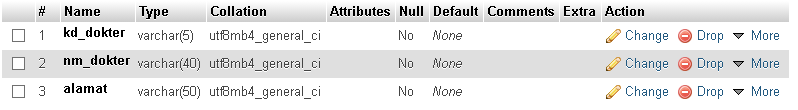 # Name Type Collation Attributes Null Default Comments Extra Action
1 kd_dokter varchar(5) utf8mb4_general_ci No None Change Drop More
2 nm_dokter varchar(40) utf8mb4_general_ci No None Change Drop More
3 alamat varchar(50) utf8mb4_general_ci No None Change Drop More